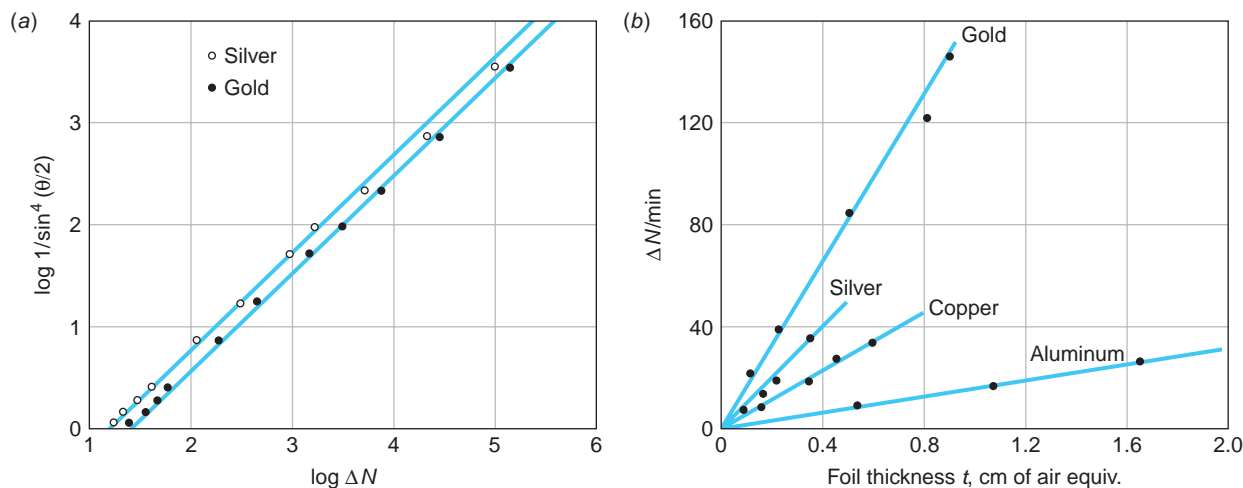 (a)
4
3
2
1
0
1 2 3 4 5 6
log 1/sin⁴ (θ/2)
log ΔN
Silver
Gold
(b)
160
120
80
40
0
0 0.4 0.8 1.2 1.6 2.0
ΔN/min
Foil thickness t, cm of air equiv.
Gold
Silver
Copper
Aluminum